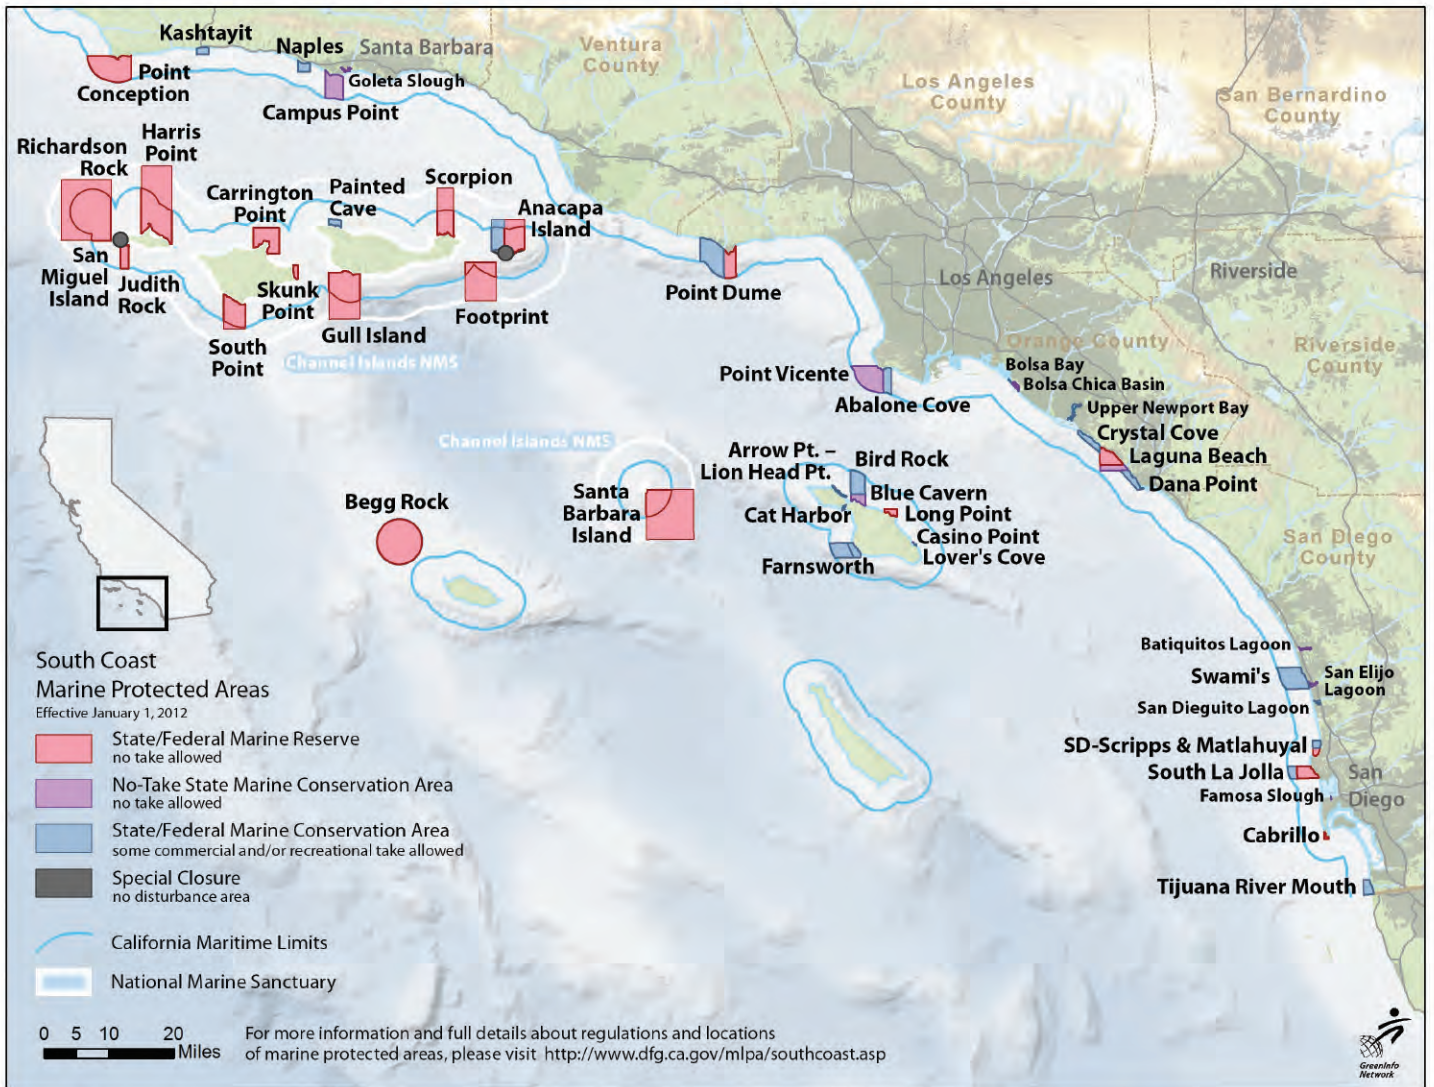 Kashtayit
Naples
Santa Barbara
Ventura
County
Point
Conception
Goleta Slough
Campus Point
Los Angeles
County
San Bernardino
County
Richardson
Rock
Harris
Point
Carrington
Point
Painted
Cave
Scorpion
Anacapa
Island
San
Miguel
Island
Judith
Rock
Skunk
Point
South
Point
Gull Island
Footprint
Channel Islands NMS
Point Dume
Los Angeles
Riverside
Orange County
Riverside
County
Point Vicente
Abalone Cove
Bolsa Bay
Bolsa Chica Basin
Upper Newport Bay
Crystal Cove
Laguna Beach
Dana Point
Channel Islands NMS
Begg Rock
Santa
Barbara
Island
Arrow Pt. –
Lion Head Pt.
Bird Rock
Blue Cavern
Cat Harbor
Long Point
Casino Point
Lover's Cove
Farnsworth
San Diego
County
Batiquitos Lagoon
Swami's
San Elijo
Lagoon
San Dieguito Lagoon
SD-Scripps & Matlahuyal
South La Jolla
San
Diego
Famosa Slough
Cabrillo
Tijuana River Mouth
South Coast
Marine Protected Areas
Effective January 1, 2012
State/Federal Marine Reserve
no take allowed
No-Take State Marine Conservation Area
no take allowed
State/Federal Marine Conservation Area
some commercial and/or recreational take allowed
Special Closure
no disturbance area
California Maritime Limits
National Marine Sanctuary
0 5 10 20
Miles
For more information and full details about regulations and locations
of marine protected areas, please visit http://www.dfg.ca.gov/mlpa/southcoast.asp
GreenInfo
Network